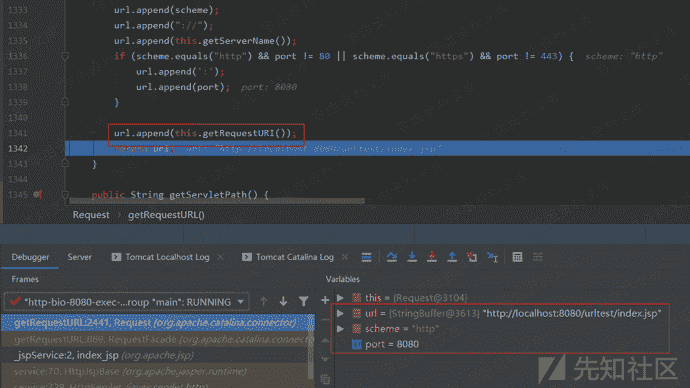 1333 url.append(scheme);
1334 url.append("://");
1335 url.append(this.getServerName());
1336 if (scheme.equals("http") && port != 80 || scheme.equals("https") && port != 443) { scheme: "http"
1337 url.append(':');
1338 url.append(port); port: 8080
1339 }
1340
1341 url.append(this.getRequestURI());
1342 url; url: "http://localhost:8080/urltest/index.jsp"
1343 }
1344
1345 public String getServletPath() {
Request getRequestURL()
Debugger Server Tomcat Localhost Log Tomcat Catalina Log
Frames
Variables
"http-bio-8080-exec-...roup "main": RUNNING
this = {Request@3104}
getRequestURL:2441, Request (org.apache.catalina.connector)
url = {StringBuffer@3613} "http://localhost:8080/urltest/index.jsp"
getRequestURL:869, RequestFacade (org.apache.catalina
scheme = "http"
_jspService:2, index_jsp (org.apache.jsp)
port = 8080
service:70, HttpJspBase (org.apache.jasper.runtime)
service:728, HttpServlet (javax.servlet.http)
先知社区